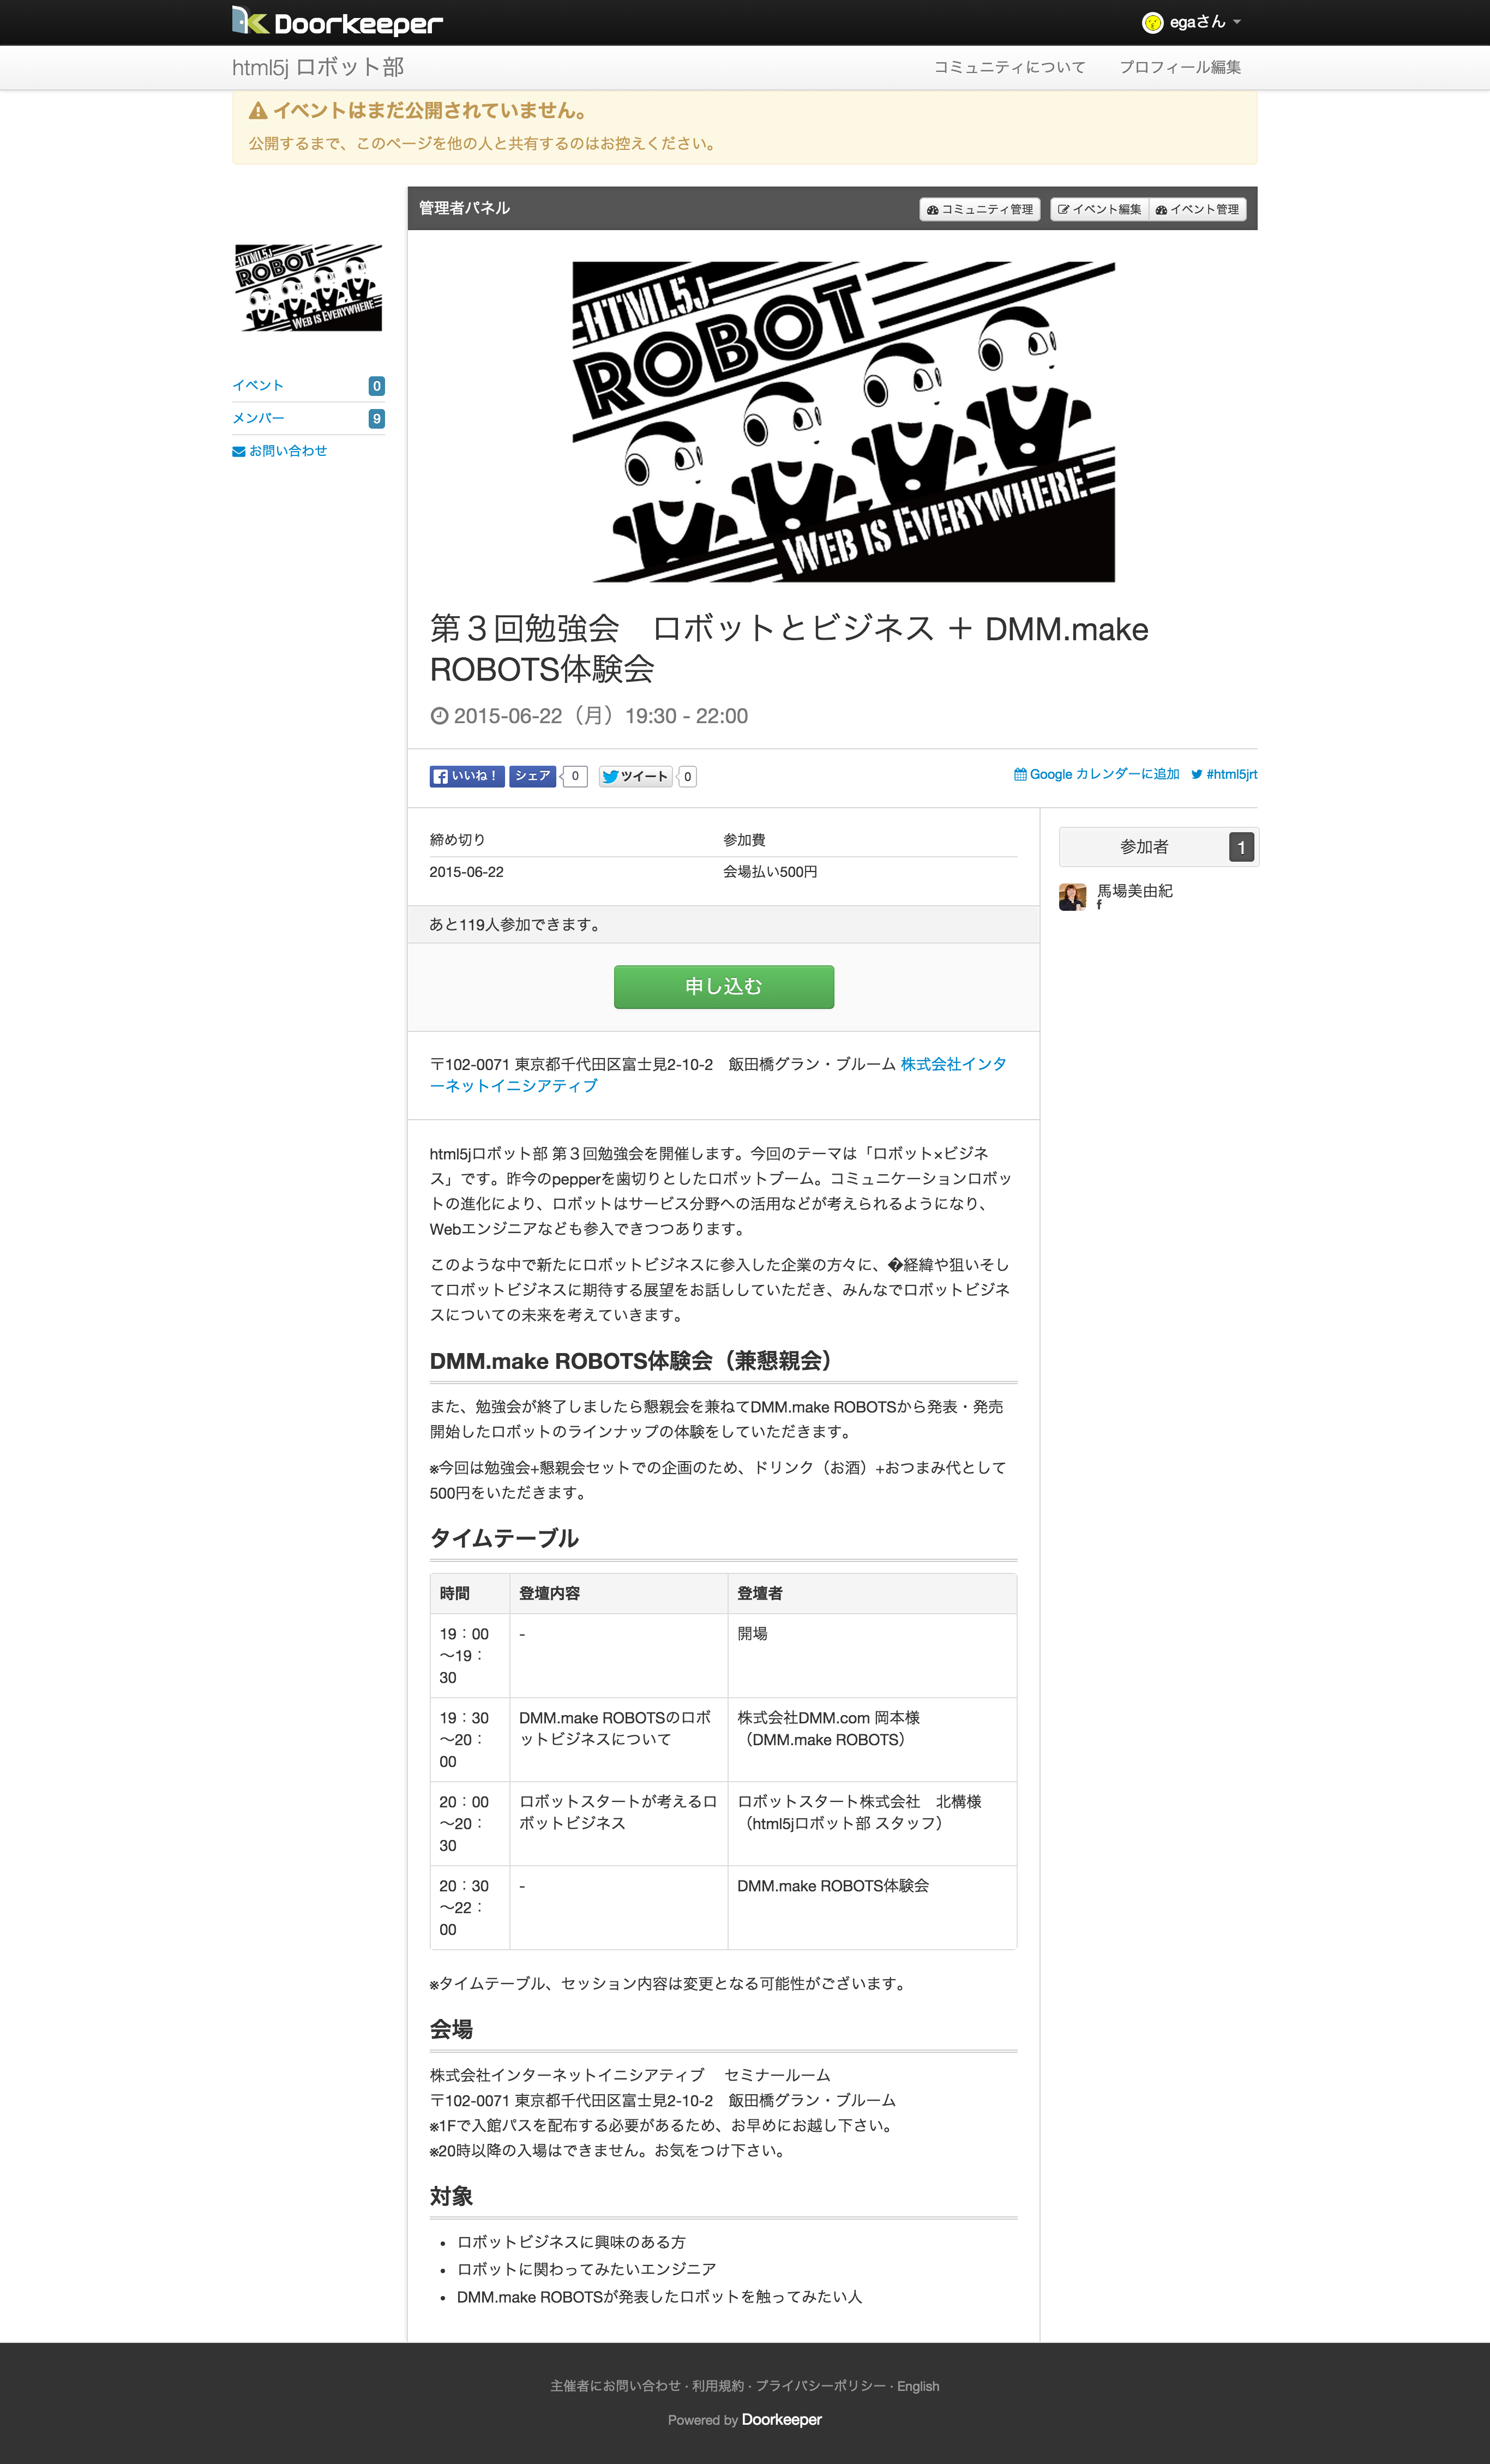 Doorkeeper
egaさん
html5j ロボット部
コミュニティについて
プロフィール編集
イベントはまだ公開されていません。
公開するまで、このページを他の人と共有するのはお控えください。
管理者パネル
コミュニティ管理
イベント編集
イベント管理
HTML5J
ROBOT
WEB IS EVERYWHERE
イベント 0
メンバー 9
お問い合わせ
HTML5J
ROBOT
WEB IS EVERYWHERE
第３回勉強会　ロボットとビジネス ＋ DMM.make
ROBOTS体験会
2015-06-22（月）19:30 - 22:00
いいね！ シェア 0 ツイート 0
Google カレンダーに追加 #html5jrt
締め切り 参加費
2015-06-22 会場払い500円
参加者 1
馬場美由紀
あと119人参加できます。
申し込む
〒102-0071 東京都千代田区富士見2-10-2　飯田橋グラン・ブルーム 株式会社インタ
ーネットイニシアティブ
html5jロボット部 第３回勉強会を開催します。今回のテーマは「ロボット×ビジネ
ス」です。昨今のpepperを歯切りとしたロボットブーム。コミュニケーションロボッ
トの進化により、ロボットはサービス分野への活用などが考えられるようになり、
Webエンジニアなども参入できつつあります。
このような中で新たにロボットビジネスに参入した企業の方々に、�経緯や狙いそし
てロボットビジネスに期待する展望をお話ししていただき、みんなでロボットビジネ
スについての未来を考えていきます。
DMM.make ROBOTS体験会（兼懇親会）
また、勉強会が終了しましたら懇親会を兼ねてDMM.make ROBOTSから発表・発売
開始したロボットのラインナップの体験をしていただきます。
※今回は勉強会+懇親会セットでの企画のため、ドリンク（お酒）+おつまみ代として
500円をいただきます。
タイムテーブル
時間 登壇内容 登壇者
19：00
〜19：
30
-
開場
19：30
〜20：
00
DMM.make ROBOTSのロボ
ットビジネスについて
株式会社DMM.com 岡本様
（DMM.make ROBOTS）
20：00
〜20：
30
ロボットスタートが考えるロ
ボットビジネス
ロボットスタート株式会社　北構様
（html5jロボット部 スタッフ）
20：30
〜22：
00
-
DMM.make ROBOTS体験会
※タイムテーブル、セッション内容は変更となる可能性がございます。
会場
株式会社インターネットイニシアティブ　 セミナールーム
〒102-0071 東京都千代田区富士見2-10-2　飯田橋グラン・ブルーム
※1Fで入館パスを配布する必要があるため、お早めにお越し下さい。
※20時以降の入場はできません。お気をつけ下さい。
対象
• ロボットビジネスに興味のある方
• ロボットに関わってみたいエンジニア
• DMM.make ROBOTSが発表したロボットを触ってみたい人
主催者にお問い合わせ · 利用規約 · プライバシーポリシー · English
Powered by Doorkeeper